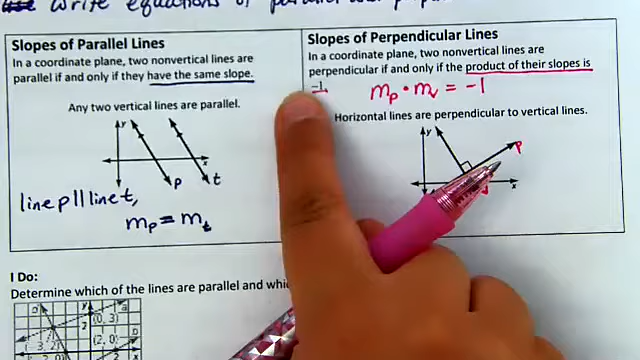 Write equations of parallel
Slopes of Parallel Lines
In a coordinate plane, two nonvertical lines are
parallel if and only if they have the same slope.
Any two vertical lines are parallel.
y
x
p
t
line p || line t,
mp = mt
Slopes of Perpendicular Lines
In a coordinate plane, two nonvertical lines are
perpendicular if and only if the product of their slopes is
-1.
mp • mv = -1
Horizontal lines are perpendicular to vertical lines.
y
p
v
x
I Do:
Determine which of the lines are parallel and
(0, 3)
(2, 0)